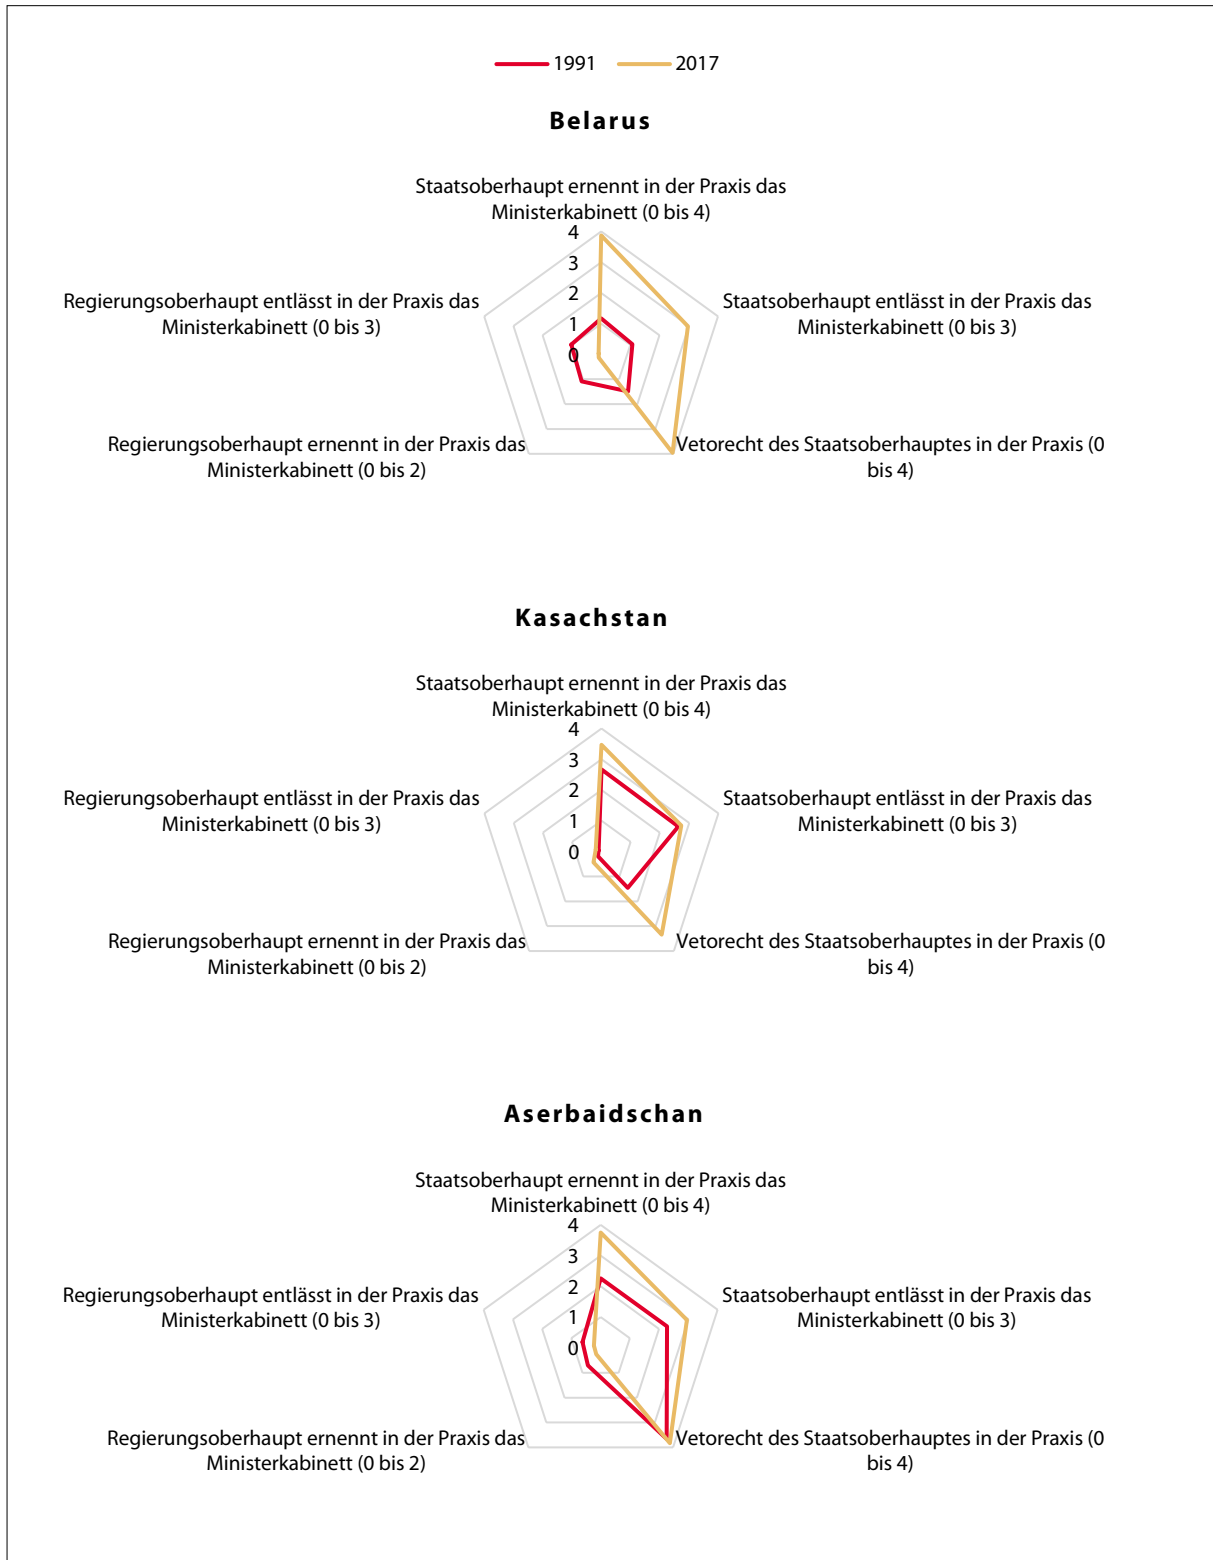 1991 2017
Belarus
Staatsoberhaupt ernennt in der Praxis das
Ministerkabinett (0 bis 4)
4
3
2
1
0
Regierungsoberhaupt entlässt in der Praxis das
Ministerkabinett (0 bis 3)
Staatsoberhaupt entlässt in der Praxis das
Ministerkabinett (0 bis 3)
Regierungsoberhaupt ernennt in der Praxis das
Ministerkabinett (0 bis 2)
Vetorecht des Staatsoberhauptes in der Praxis (0
bis 4)
Kasachstan
Staatsoberhaupt ernennt in der Praxis das
Ministerkabinett (0 bis 4)
4
3
2
1
0
Regierungsoberhaupt entlässt in der Praxis das
Ministerkabinett (0 bis 3)
Staatsoberhaupt entlässt in der Praxis das
Ministerkabinett (0 bis 3)
Regierungsoberhaupt ernennt in der Praxis das
Ministerkabinett (0 bis 2)
Vetorecht des Staatsoberhauptes in der Praxis (0
bis 4)
Aserbaidschan
Staatsoberhaupt ernennt in der Praxis das
Ministerkabinett (0 bis 4)
4
3
2
1
0
Regierungsoberhaupt entlässt in der Praxis das
Ministerkabinett (0 bis 3)
Staatsoberhaupt entlässt in der Praxis das
Ministerkabinett (0 bis 3)
Regierungsoberhaupt ernennt in der Praxis das
Ministerkabinett (0 bis 2)
Vetorecht des Staatsoberhauptes in der Praxis (0
bis 4)